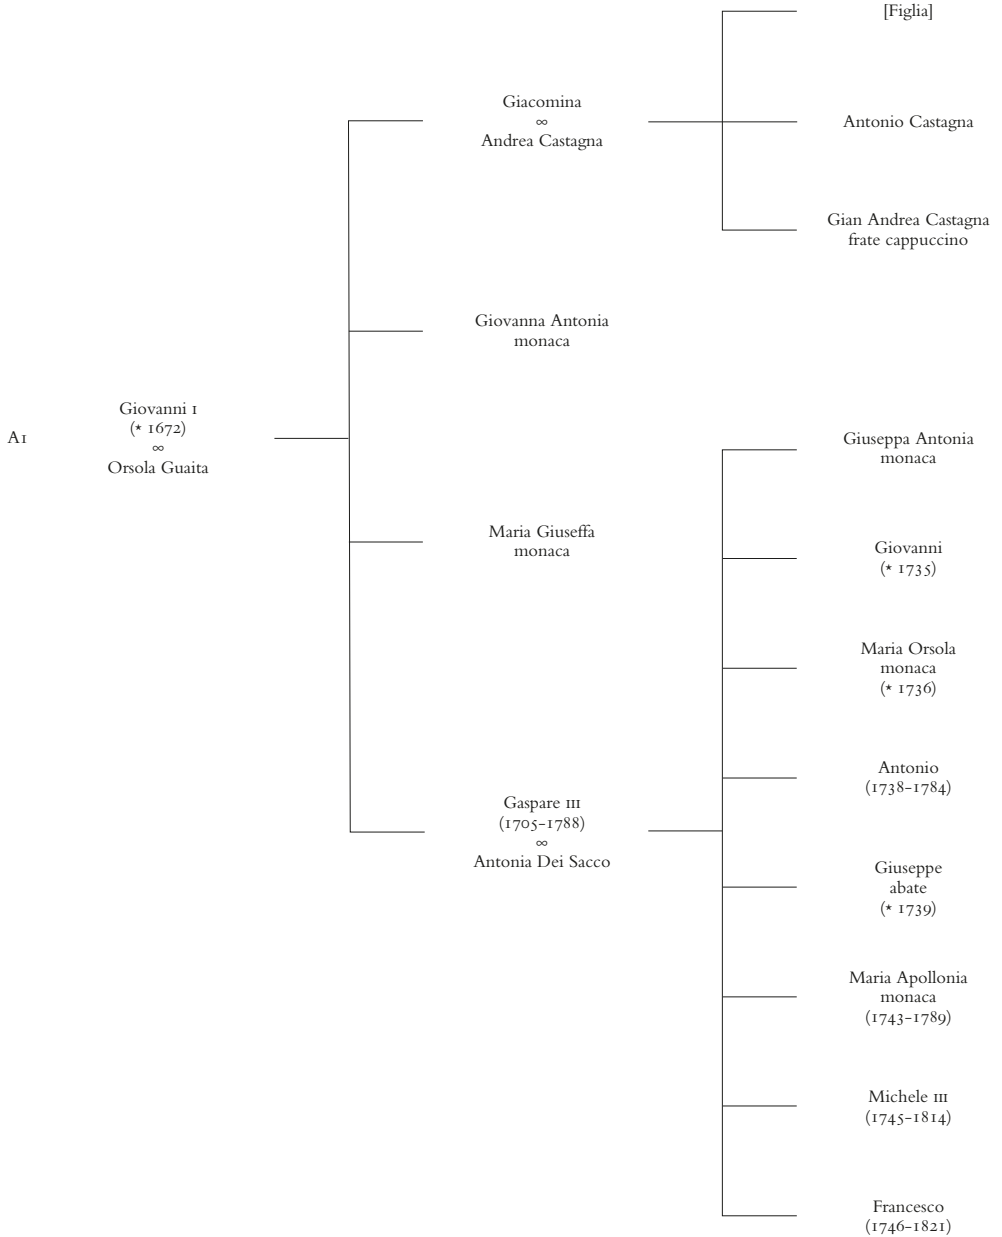 [Figlia]
Giacomina
∞
Andrea Castagna
Antonio Castagna
Gian Andrea Castagna
frate cappuccino
Giovanna Antonia
monaca
A1
Giovanni I
(* 1672)
∞
Orsola Guaita
Giuseppa Antonia
monaca
Maria Giuseffa
monaca
Giovanni
(* 1735)
Maria Orsola
monaca
(* 1736)
Antonio
(1738-1784)
Gaspare III
(1705-1788)
∞
Antonia Dei Sacco
Giuseppe
abate
(* 1739)
Maria Apollonia
monaca
(1743-1789)
Michele III
(1745-1814)
Francesco
(1746-1821)